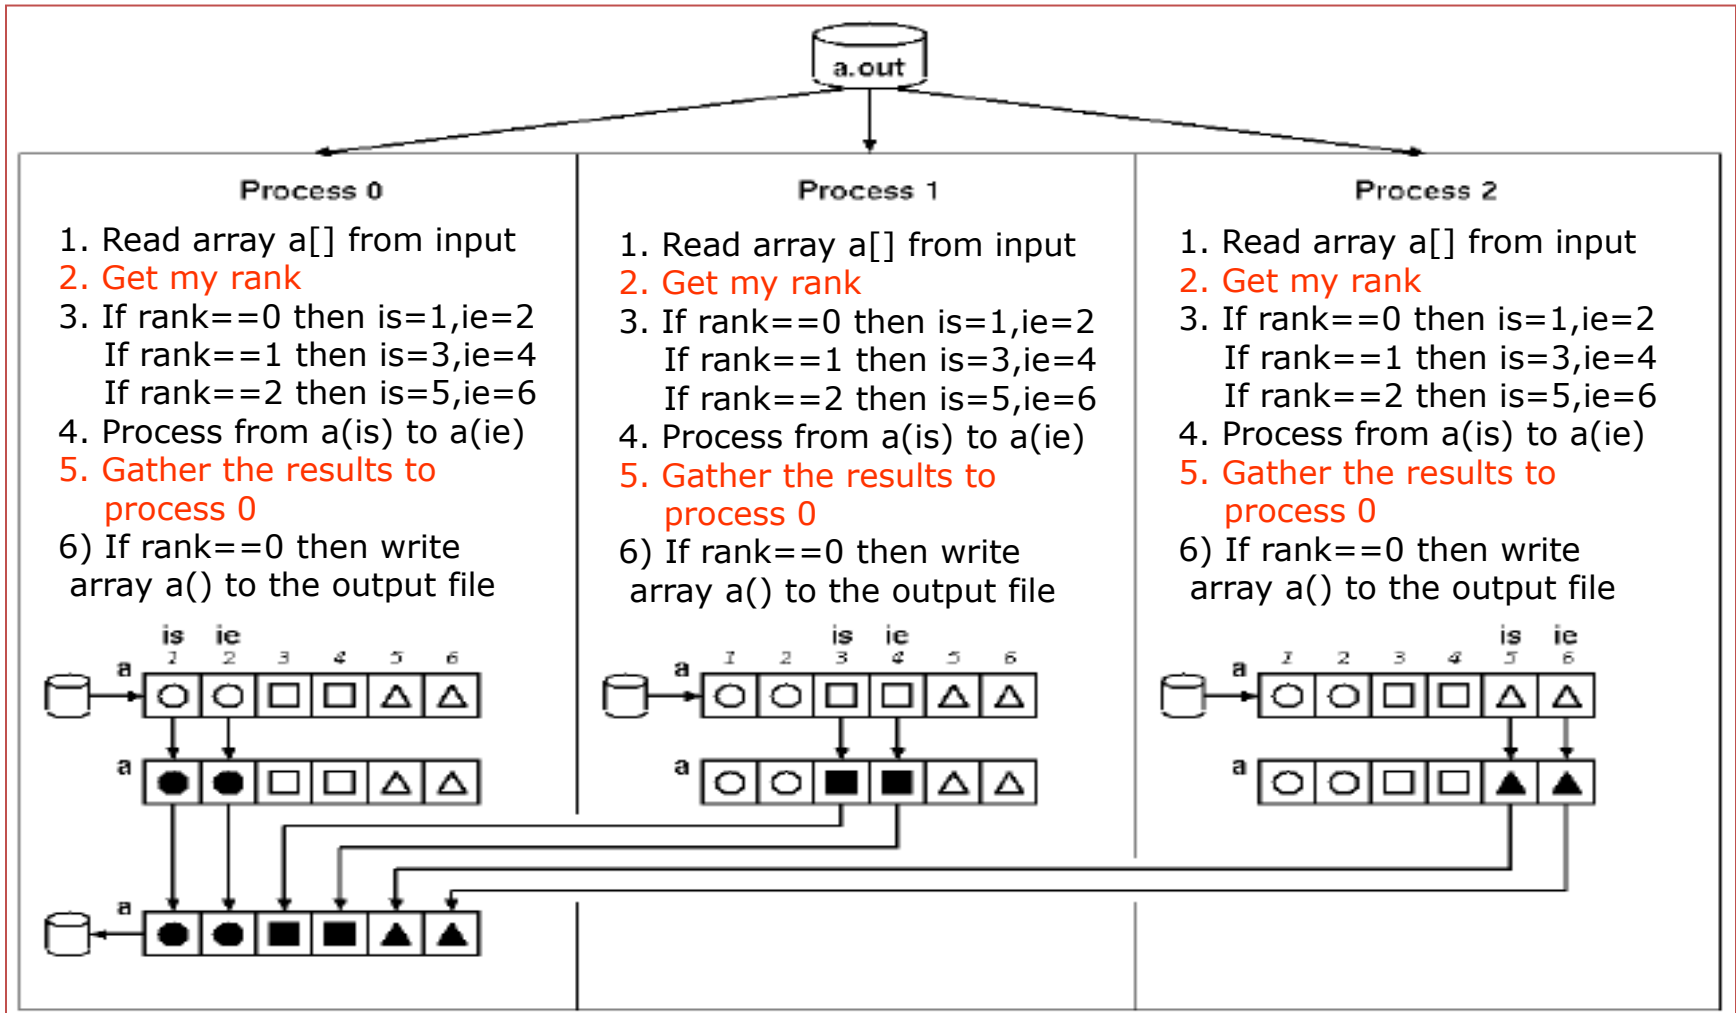 a.out
Process 0
1. Read array a[] from input
2. Get my rank
3. If rank==0 then is=1,ie=2
If rank==1 then is=3,ie=4
If rank==2 then is=5,ie=6
4. Process from a(is) to a(ie)
5. Gather the results to
process 0
6) If rank==0 then write
array a() to the output file
is ie
1 2 3 4 5 6
a
a
a
Process 1
1. Read array a[] from input
2. Get my rank
3. If rank==0 then is=1,ie=2
If rank==1 then is=3,ie=4
If rank==2 then is=5,ie=6
4. Process from a(is) to a(ie)
5. Gather the results to
process 0
6) If rank==0 then write
array a() to the output file
is ie
1 2 3 4 5 6
a
a
Process 2
1. Read array a[] from input
2. Get my rank
3. If rank==0 then is=1,ie=2
If rank==1 then is=3,ie=4
If rank==2 then is=5,ie=6
4. Process from a(is) to a(ie)
5. Gather the results to
process 0
6) If rank==0 then write
array a() to the output file
is ie
1 2 3 4 5 6
a
a